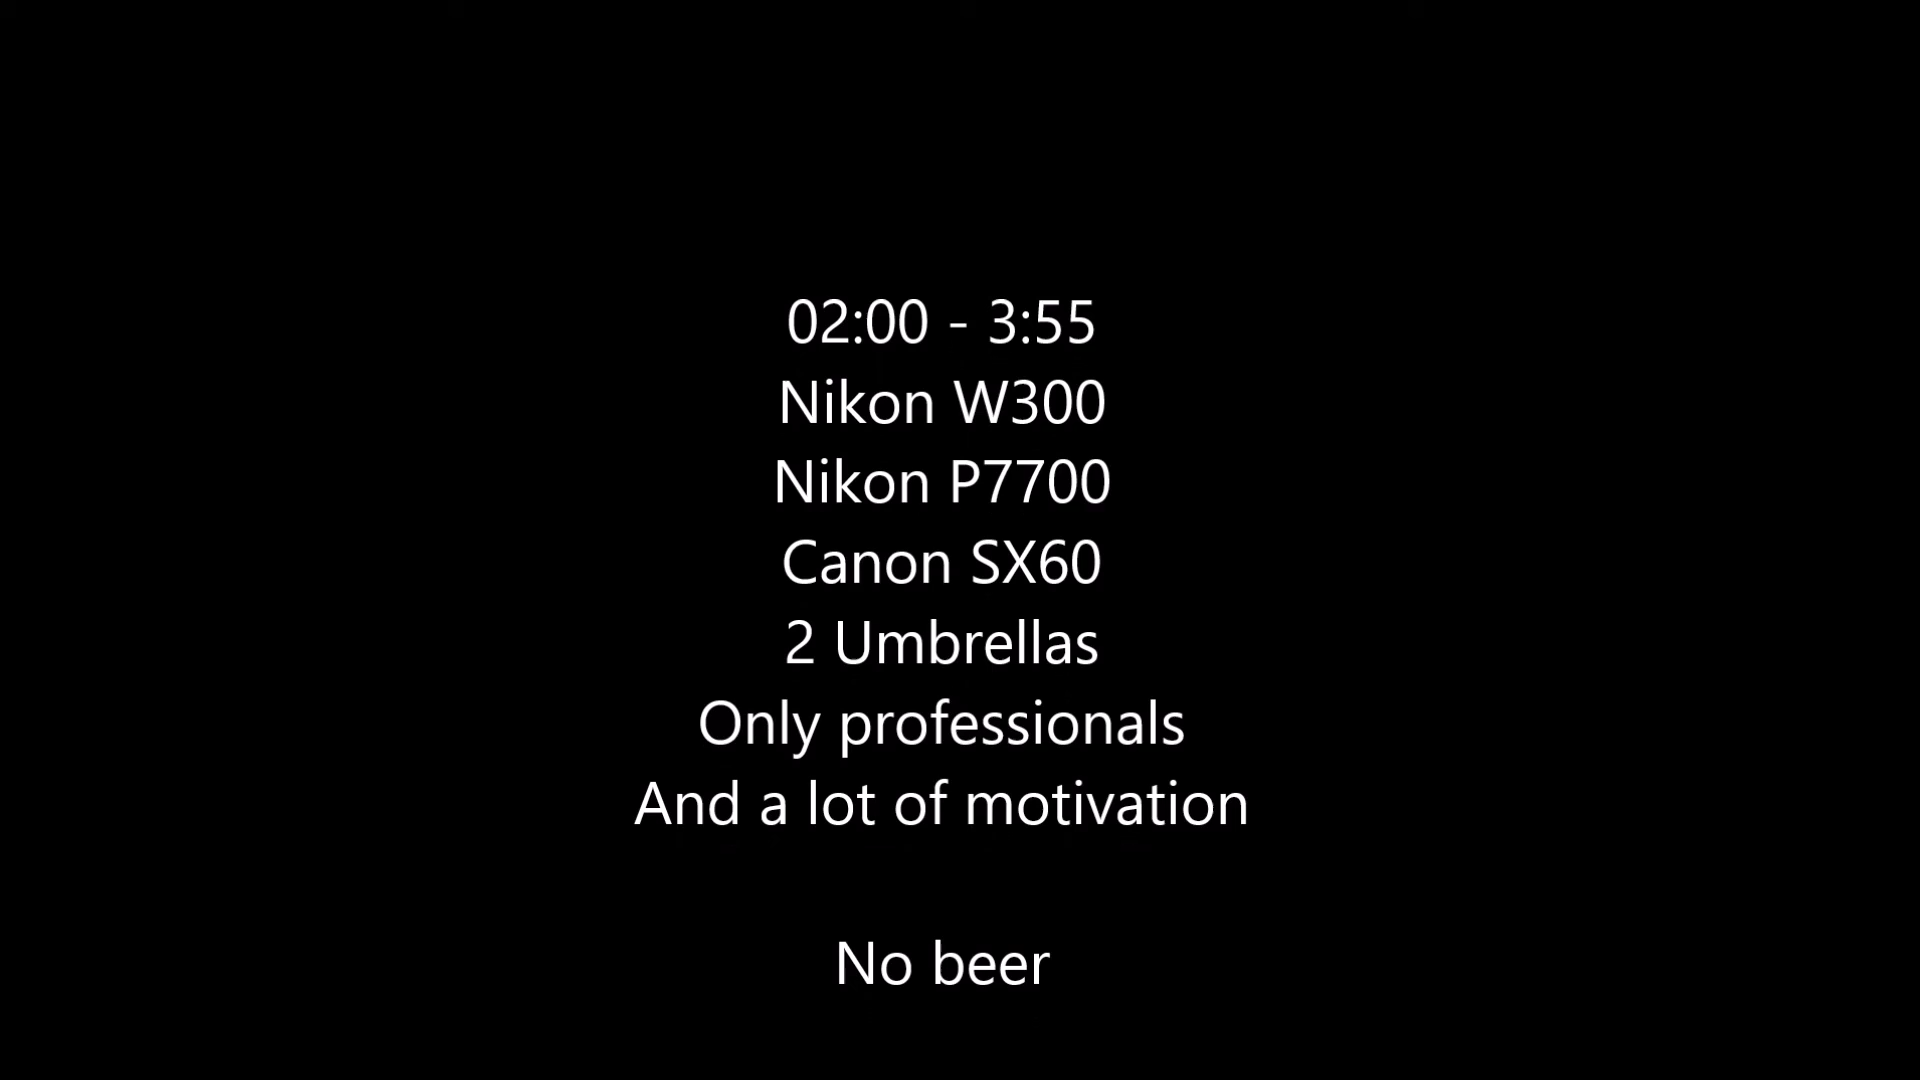 02:00 - 3:55
Nikon W300
Nikon P7700
Canon SX60
2 Umbrellas
Only professionals
And a lot of motivation
No beer